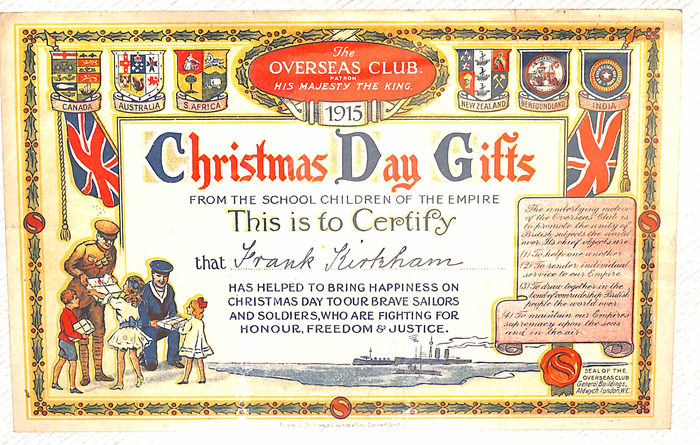 The
OVERSEAS CLUB.
PATRON
HIS MAJESTY THE KING.
1915
CANADA
AUSTRALIA
S. AFRICA
NEW ZEALAND
NEWFOUNDLAND
INDIA
Christmas Day Gifts
FROM THE SCHOOL CHILDREN OF THE EMPIRE
This is to Certify
that Frank Kirkham
HAS HELPED TO BRING HAPPINESS ON
CHRISTMAS DAY TO OUR BRAVE SAILORS
AND SOLDIERS, WHO ARE FIGHTING FOR
HONOUR, FREEDOM & JUSTICE.
The underlying motive
of the Overseas Club is
to promote the unity of
British subjects the world
over. Its chief objects are
(1) To help one another
(2) To render individual
service to our Empire
(3) To draw together in the
bond of comradeship British
people the world over.
(4) To maintain our Empire's
supremacy upon the sea
and in the air.
S
S
S
S
SEAL OF THE
OVERSEAS CLUB
General Buildings,
Aldwych, London, W.C.